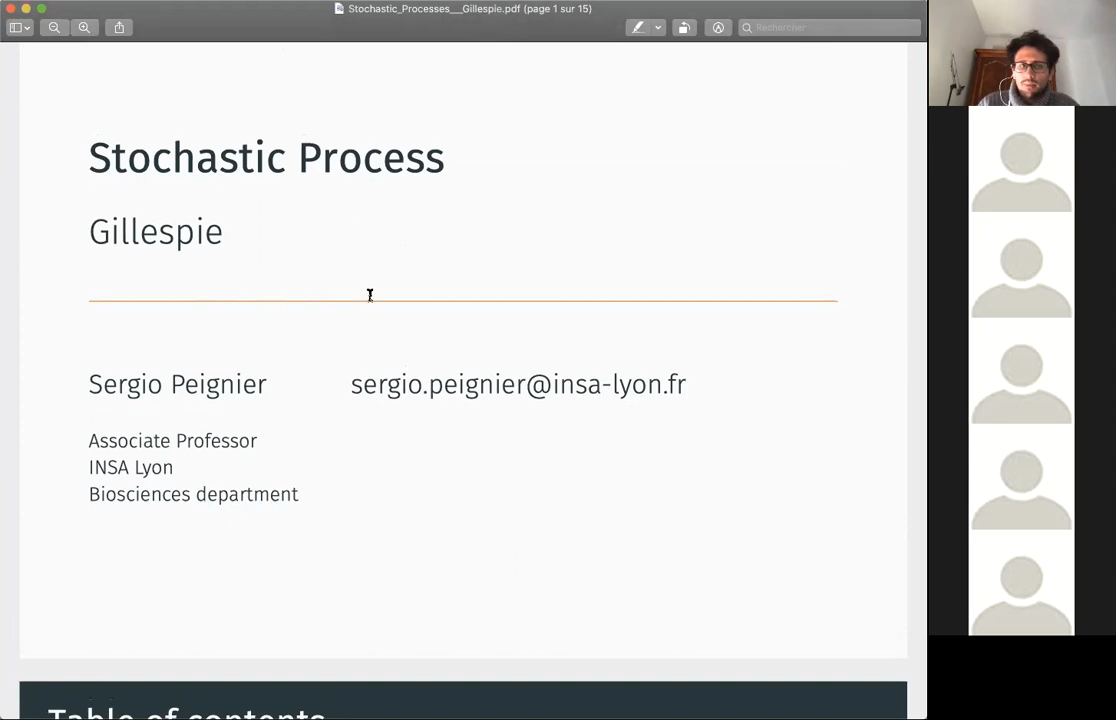 Stochastic_Processes__Gillespie.pdf (page 1 sur 15)
Rechercher
Stochastic Process
Gillespie
Sergio Peignier sergio.peignier@insa-lyon.fr
Associate Professor
INSA Lyon
Biosciences department
Table of contents